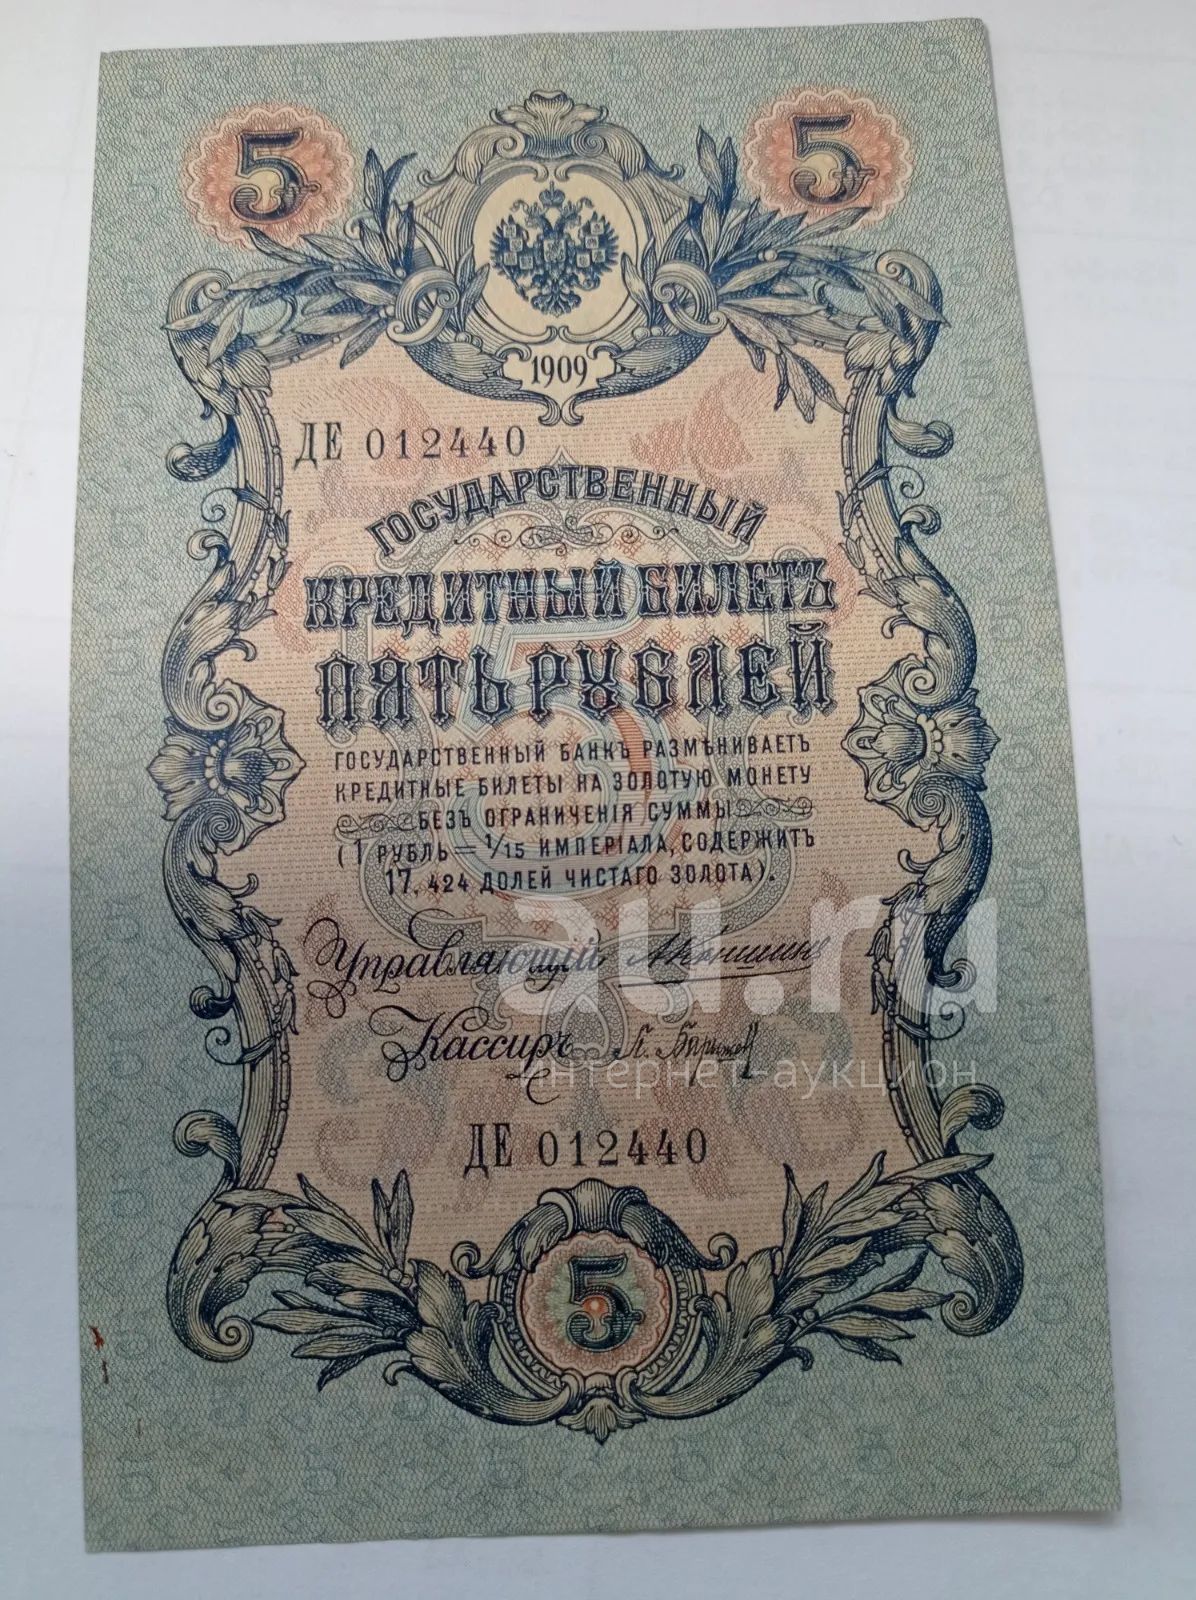 5 5
1909
ДЕ 012440
ГОСУДАРСТВЕННЫЙ
КРЕДИТНЫЙ БИЛЕТЪ
ПЯТЬ РУБЛЕЙ
ГОСУДАРСТВЕННЫЙ БАНКЪ РАЗМѢНИВАЕТЪ
КРЕДИТНЫЕ БИЛЕТЫ НА ЗОЛОТУЮ МОНЕТУ
БЕЗЪ ОГРАНИЧЕНІЯ СУММЫ
(1 РУБЛЬ = 1/15 ИМПЕРІАЛА, СОДЕРЖИТЪ
17,424 ДОЛЕЙ ЧИСТАГО ЗОЛОТА).
au.ru
Управляющій
Кассиръ
интернет-аукцион
ДЕ 012440
5